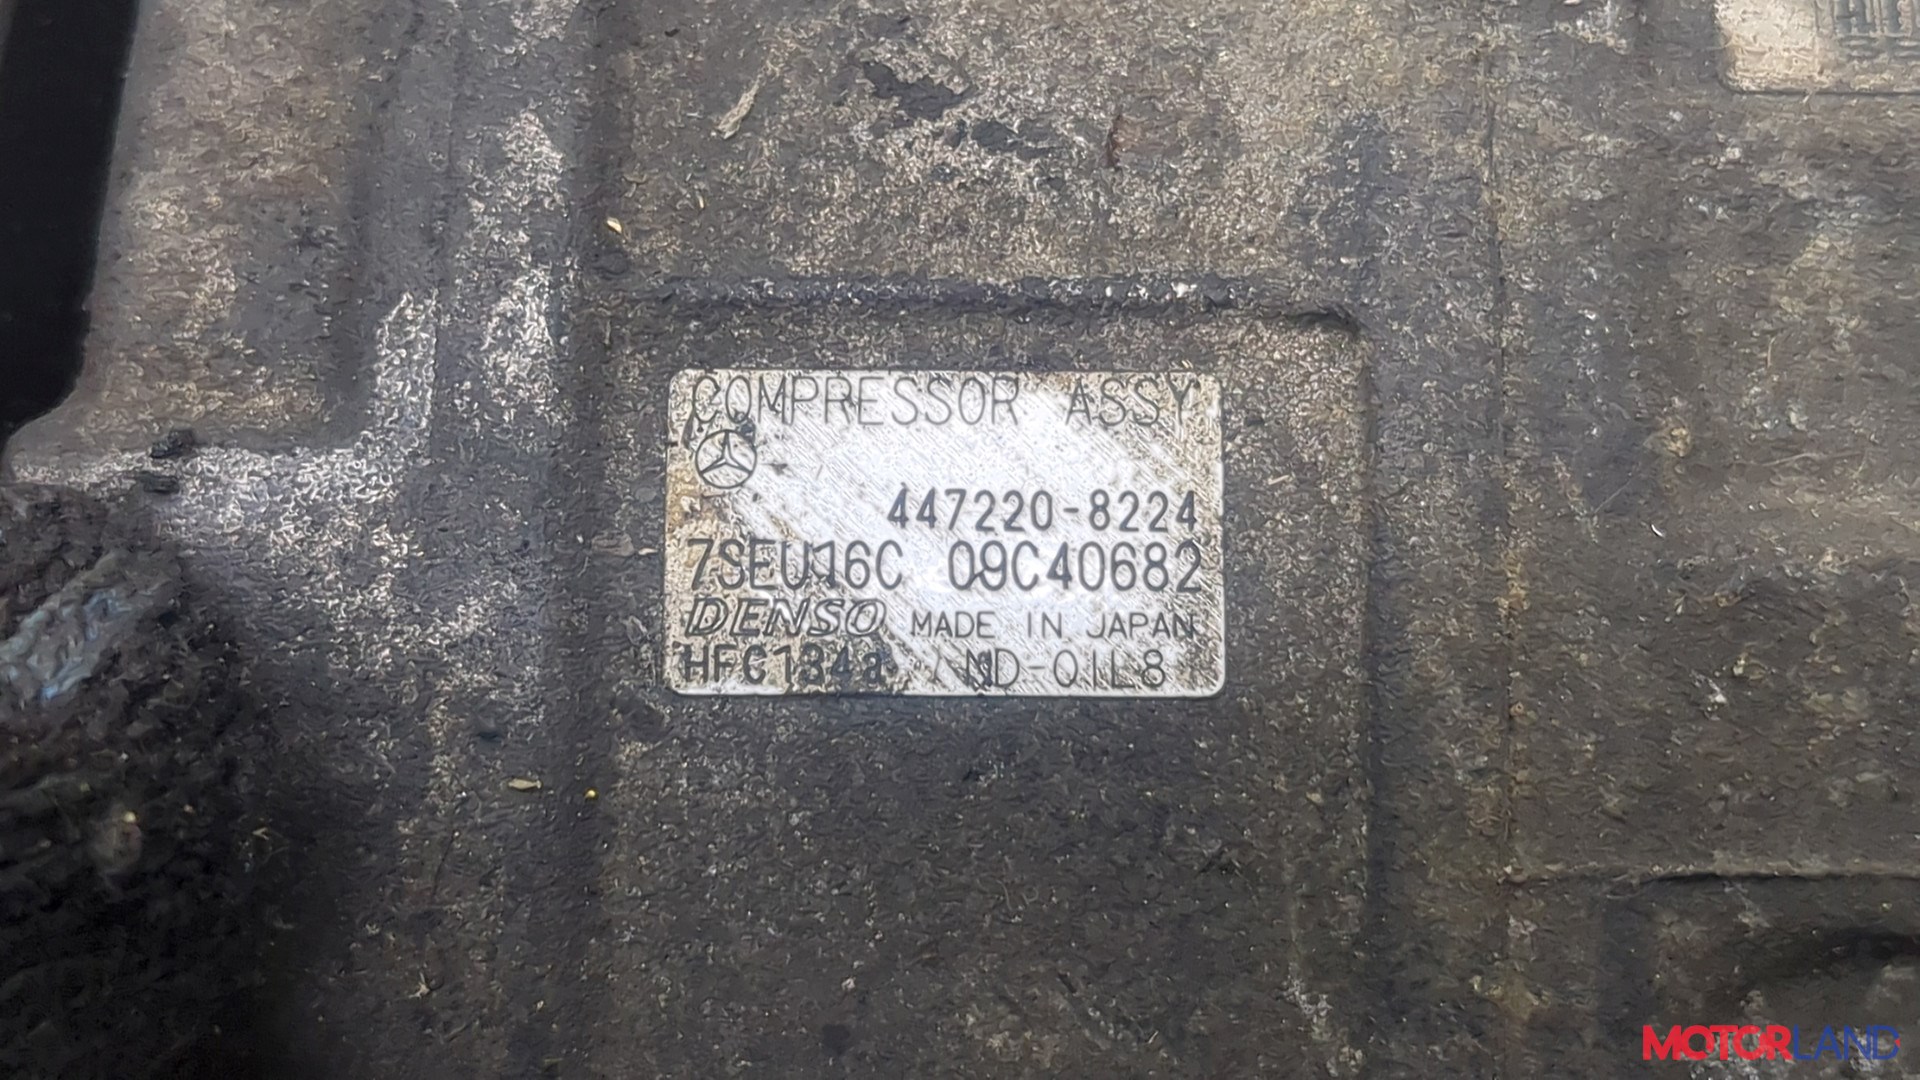 COMPRESSOR ASSY
447220-8224
7SEU16C 09C40682
DENSO MADE IN JAPAN
HFC134a / ND-OIL8
MOTORLAND